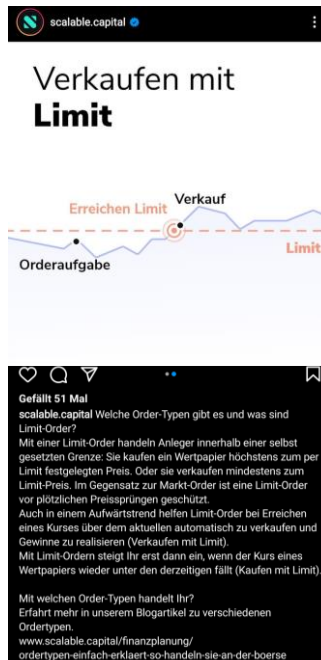 scalable.capital
Verkaufen mit
Limit
Verkauf
Erreichen Limit
Limit
Orderaufgabe
Gefällt 51 Mal
scalable.capital Welche Order-Typen gibt es und was sind
Limit-Order?
Mit einer Limit-Order handeln Anleger innerhalb einer selbst
gesetzten Grenze: Sie kaufen ein Wertpapier höchstens zum per
Limit festgelegten Preis. Oder sie verkaufen mindestens zum
Limit-Preis. Im Gegensatz zur Markt-Order ist eine Limit-Order
vor plötzlichen Preissprüngen geschützt.
Auch in einem Aufwärtstrend helfen Limit-Order bei Erreichen
eines Kurses über dem aktuellen automatisch zu verkaufen und
Gewinne zu realisieren (Verkaufen mit Limit).
Mit Limit-Ordern steigt Ihr erst dann ein, wenn der Kurs eines
Wertpapiers wieder unter den derzeitigen fällt (Kaufen mit Limit).
Mit welchen Order-Typen handelt Ihr?
Erfahrt mehr in unserem Blogartikel zu verschiedenen
Ordertypen.
www.scalable.capital/finanzplanung/
ordertypen-einfach-erklaert-so-handeln-sie-an-der-boerse